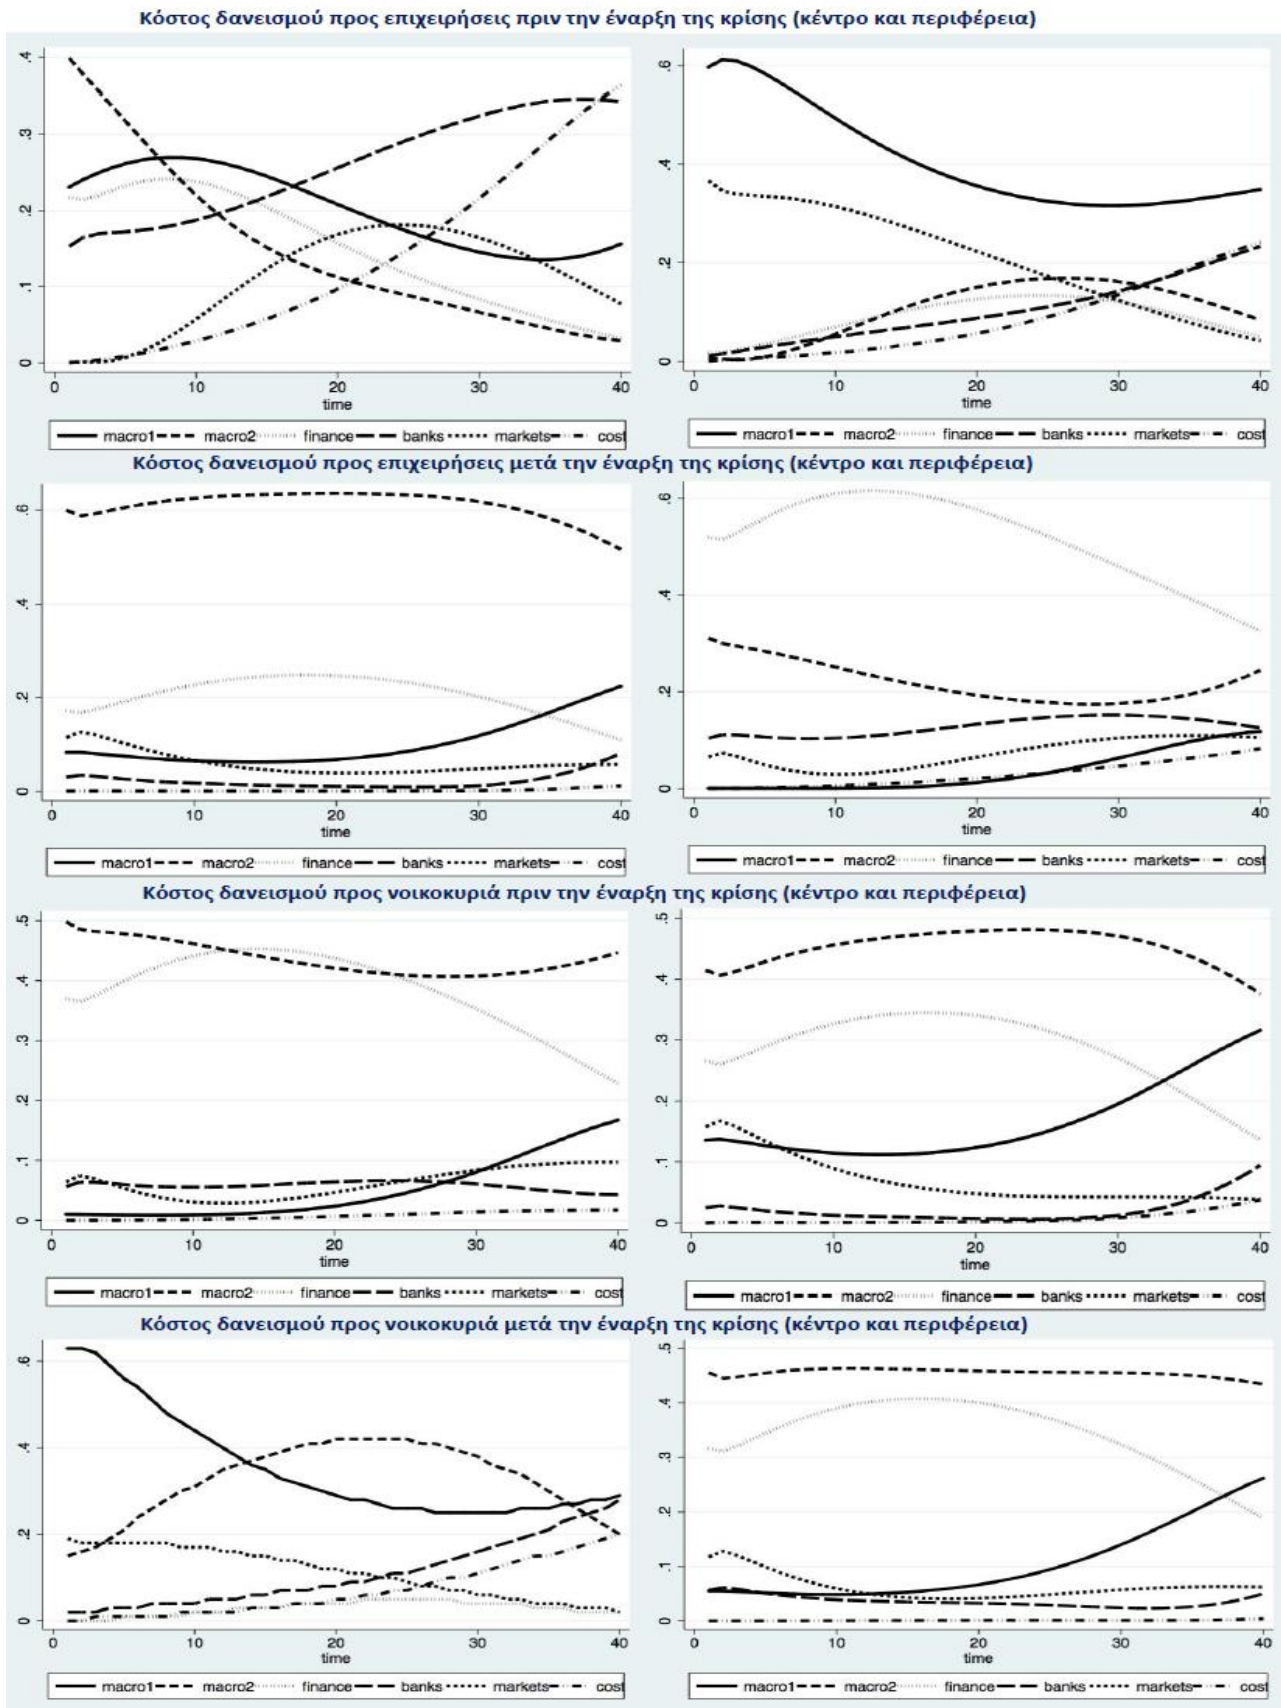 Κόστος δανεισμού προς επιχειρήσεις πριν την έναρξη της κρίσης (κέντρο και περιφέρεια)
.4
.3
.2
.1
0
0 10 20 30 40
time
macro1 macro2 finance banks markets cost
.6
.4
.2
0
0 10 20 30 40
time
macro1 macro2 finance banks markets cost
Κόστος δανεισμού προς επιχειρήσεις μετά την έναρξη της κρίσης (κέντρο και περιφέρεια)
.6
.4
.2
0
0 10 20 30 40
time
macro1 macro2 finance banks markets cost
.6
.4
.2
0
0 10 20 30 40
time
macro1 macro2 finance banks markets cost
Κόστος δανεισμού προς νοικοκυριά πριν την έναρξη της κρίσης (κέντρο και περιφέρεια)
.5
.4
.3
.2
.1
0
0 10 20 30 40
time
macro1 macro2 finance banks markets cost
.5
.4
.3
.2
.1
0
0 10 20 30 40
time
macro1 macro2 finance banks markets cost
Κόστος δανεισμού προς νοικοκυριά μετά την έναρξη της κρίσης (κέντρο και περιφέρεια)
.6
.4
.2
0
0 10 20 30 40
time
macro1 macro2 finance banks markets cost
.5
.4
.3
.2
.1
0
0 10 20 30 40
time
macro1 macro2 finance banks markets cost